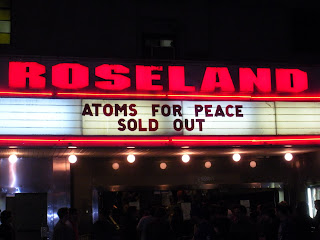 ROSELAND
ATOMS FOR PEACE
SOLD OUT